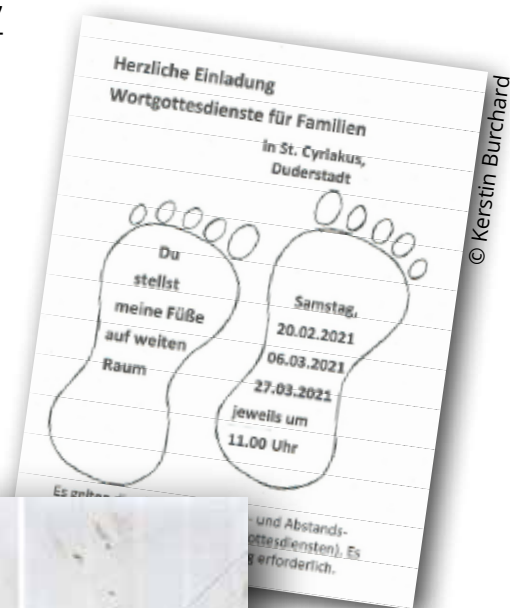 Herzliche Einladung
Wortgottesdienste für Familien
in St. Cyriakus,
Duderstadt
Du
stellst
meine Füße
auf weiten
Raum
Samstag,
20.02.2021
06.03.2021
27.03.2021
jeweils um
11.00 Uhr
Es gelten
- und Abstands-
ottesdiensten). Es
erforderlich.
© Kerstin Burchard